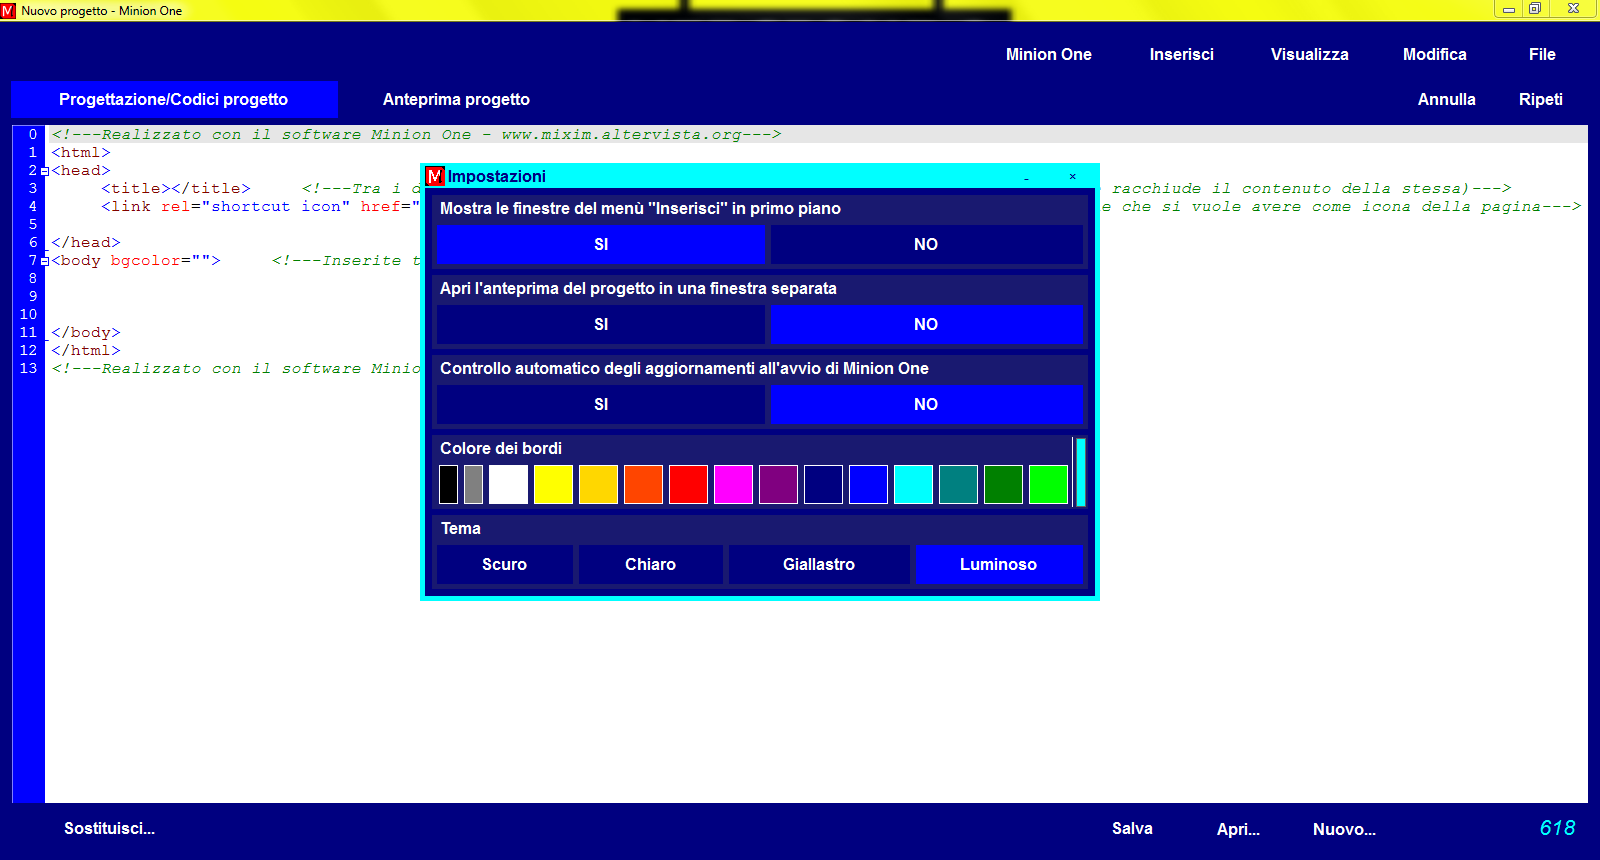 Nuovo progetto - Minion One
Minion One Inserisci Visualizza Modifica File
Progettazione/Codici progetto Anteprima progetto Annulla Ripeti
0 <!---Realizzato con il software Minion One - www.mixim.altervista.org--->
1 <html>
2 <head>
3 <title></title> <!---Tra i d racchiude il contenuto della stessa)--->
4 <link rel="shortcut icon" href=" e che si vuole avere come icona della pagina--->
5
6 </head>
7 <body bgcolor=""> <!---Inserite t
8
9
10
11 </body>
12 </html>
13 <!---Realizzato con il software Minio
Impostazioni
Mostra le finestre del menù "Inserisci" in primo piano
SI NO
Apri l'anteprima del progetto in una finestra separata
SI NO
Controllo automatico degli aggiornamenti all'avvio di Minion One
SI NO
Colore dei bordi
Tema
Scuro Chiaro Giallastro Luminoso
Sostituisci... Salva Apri... Nuovo... 618